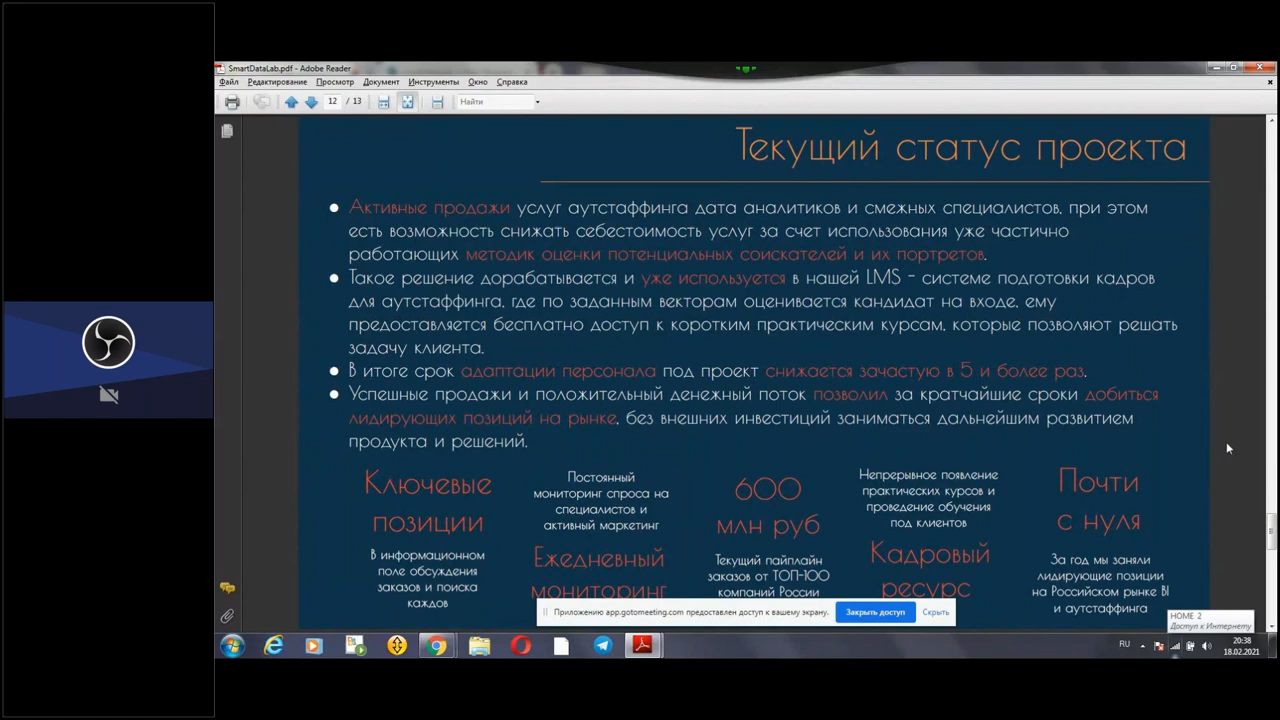 SmartDataLab.pdf - Adobe Reader
Файл Редактирование Просмотр Документ Инструменты Окно Справка
12 / 13 Найти
Текущий статус проекта
Активные продажи услуг аутстаффинга дата аналитиков и смежных специалистов, при этом
есть возможность снижать себестоимость услуг за счет использования уже частично
работающих методик оценки потенциальных соискателей и их портретов.
Такое решение дорабатывается и уже используется в нашей LMS - системе подготовки кадров
для аутстаффинга, где по заданным векторам оценивается кандидат на входе, ему
предоставляется бесплатно доступ к коротким практическим курсам, которые позволяют решать
задачу клиента.
В итоге срок адаптации персонала под проект снижается зачастую в 5 и более раз.
Успешные продажи и положительный денежный поток позволил за кратчайшие сроки добиться
лидирующих позиций на рынке, без внешних инвестиций заниматься дальнейшим развитием
продукта и решений.
Ключевые
позиции
В информационном
поле обсуждения
заказов и поиска
каждов
Постоянный
мониторинг спроса на
специалистов и
активный маркетинг
Ежедневный
мониторинг
600
млн руб
Текущий пайплан
заказов от ТОП-100
компаний России
Непрерывное появление
практических курсов и
проведение обучения
под клиентов
Кадровый
ресурс
Почти
с нуля
За год мы заняли
лидирующие позиции
на Российском рынке BI
и аутстаффинга
Приложению app.gotomeeting.com предоставлен доступ к вашему экрану. Закрыть доступ Скрыть
HOME 2
Доступ к Интернету
RU
20:38
18.02.2021